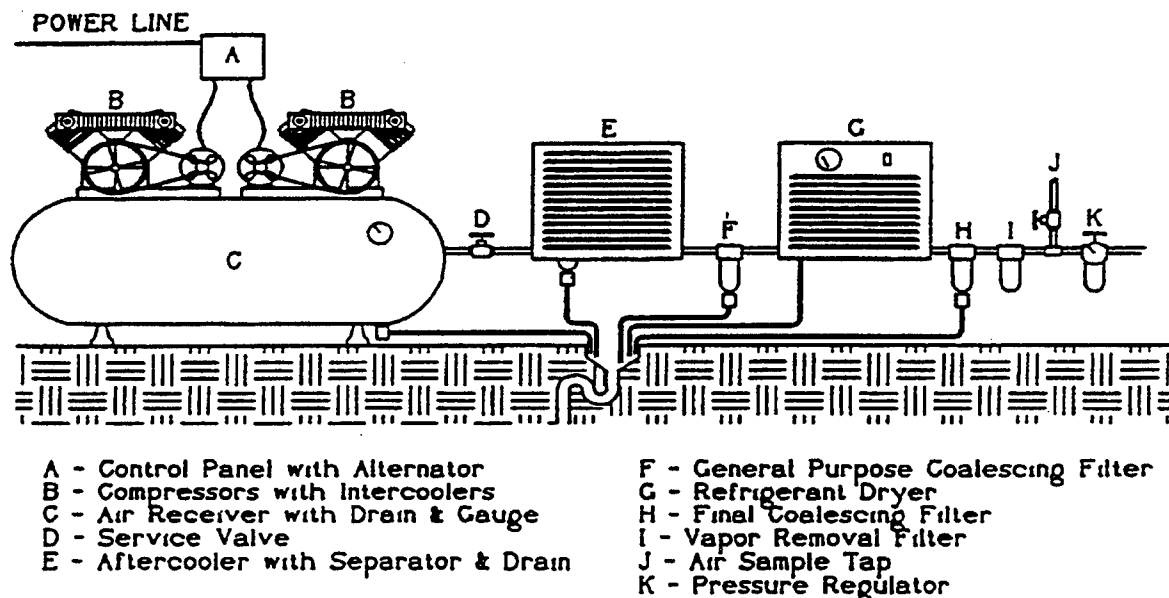 POWER LINE
A
B
B
E
G
J
D
F
H
I
K
C
A - Control Panel with Alternator
B - Compressors with Intercoolers
C - Air Receiver with Drain & Gauge
D - Service Valve
E - Aftercooler with Separator & Drain
F - General Purpose Coalescing Filter
G - Refrigerant Dryer
H - Final Coalescing Filter
I - Vapor Removal Filter
J - Air Sample Tap
K - Pressure Regulator